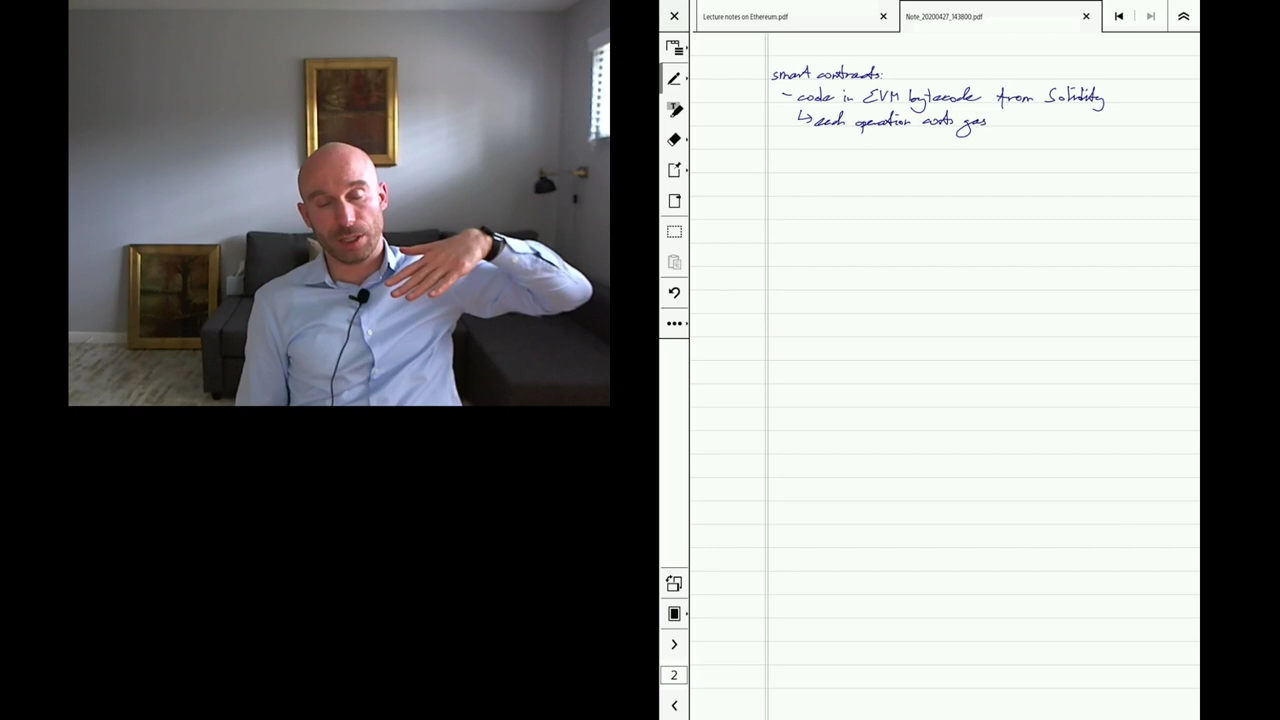 Lecture notes on Ethereum.pdf
Note_20200427_143800.pdf
smart contracts:
- code in EVM bytecode from Solidity
↳ each operation costs gas
2